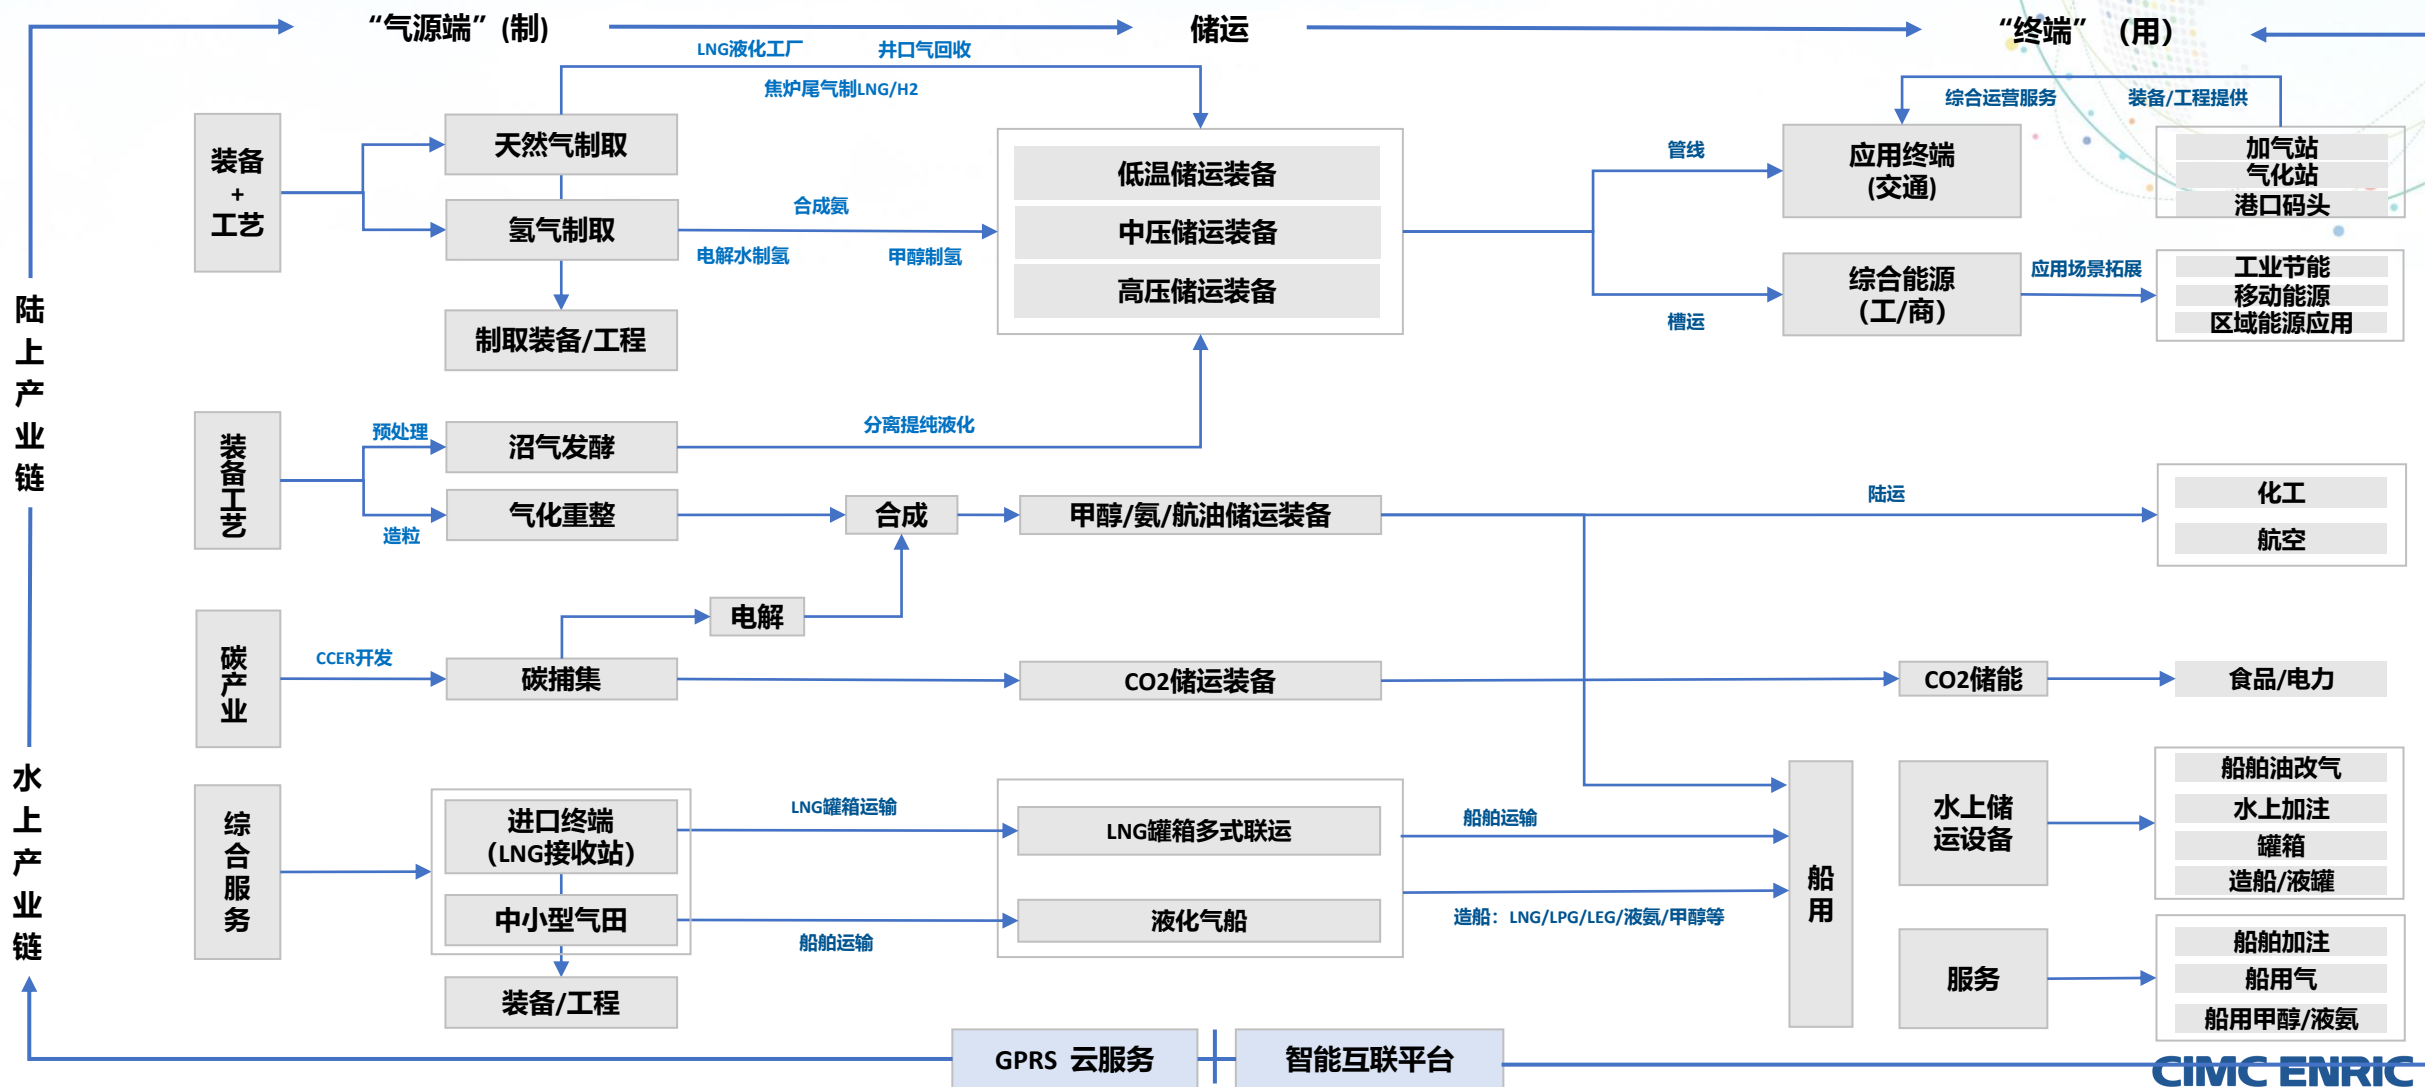 “气源端” (制)
储运
“终端” （用）
LNG液化工厂
井口气回收
焦炉尾气制LNG/H2
综合运营服务
装备/工程提供
装备
+
工艺
天然气制取
氢气制取
制取装备/工程
合成氨
电解水制氢
甲醇制氢
低温储运装备
中压储运装备
高压储运装备
管线
槽运
应用终端
(交通)
综合能源
（工/商）
应用场景拓展
加气站
气化站
港口码头
工业节能
移动能源
区域能源应用
陆上产业链
装备工艺
预处理
造粒
沼气发酵
气化重整
分离提纯液化
合成
甲醇/氨/航油储运装备
陆运
化工
航空
电解
碳产业
CCER开发
碳捕集
CO2储运装备
CO2储能
食品/电力
水上产业链
综合服务
进口终端
（LNG接收站）
中小型气田
装备/工程
LNG罐箱运输
船舶运输
LNG罐箱多式联运
液化气船
船舶运输
造船：LNG/LPG/LEG/液氨/甲醇等
船用
水上储
运设备
服务
船舶油改气
水上加注
罐箱
造船/液罐
船舶加注
船用气
船用甲醇/液氨
GPRS 云服务
智能互联平台
CIMC ENRIC